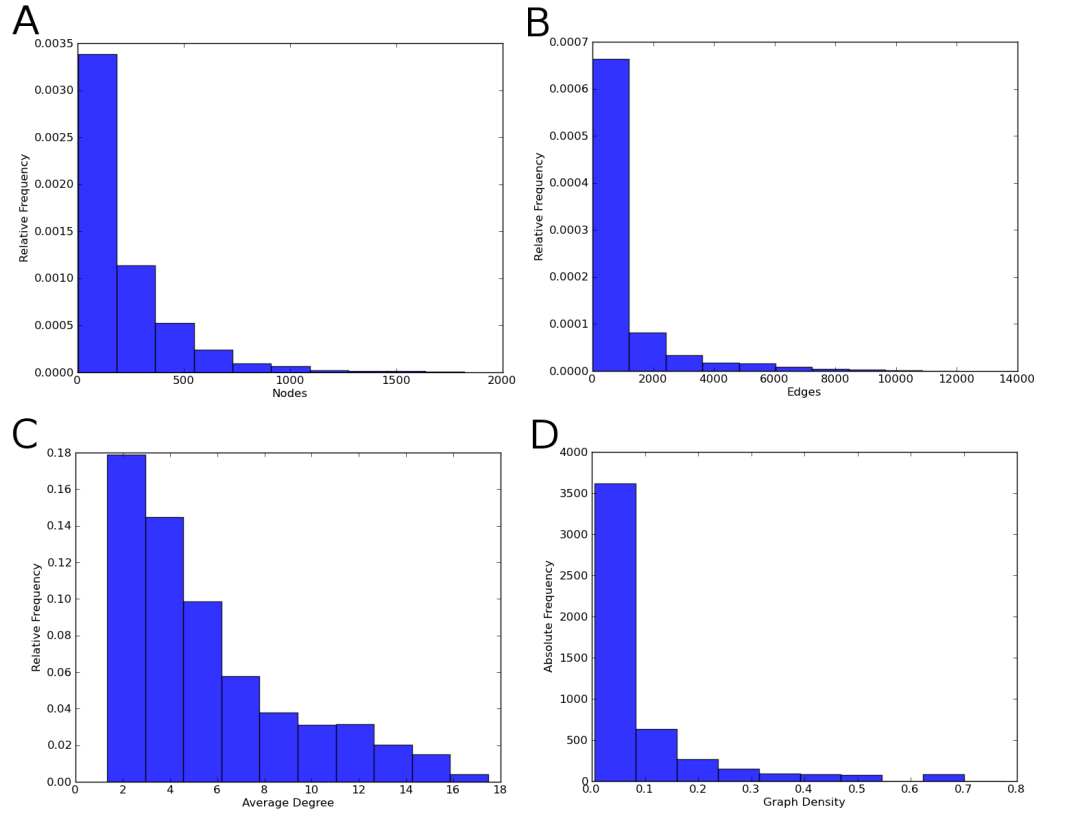 A
0.0035
0.0030
0.0025
0.0020
0.0015
0.0010
0.0005
0.0000
Relative Frequency
0 500 1000 1500 2000
Nodes
B
0.0007
0.0006
0.0005
0.0004
0.0003
0.0002
0.0001
0.0000
Relative Frequency
0 2000 4000 6000 8000 10000 12000 14000
Edges
C
0.18
0.16
0.14
0.12
0.10
0.08
0.06
0.04
0.02
0.00
Relative Frequency
0 2 4 6 8 10 12 14 16 18
Average Degree
D
4000
3500
3000
2500
2000
1500
1000
500
0
Absolute Frequency
0.0 0.1 0.2 0.3 0.4 0.5 0.6 0.7 0.8
Graph Density